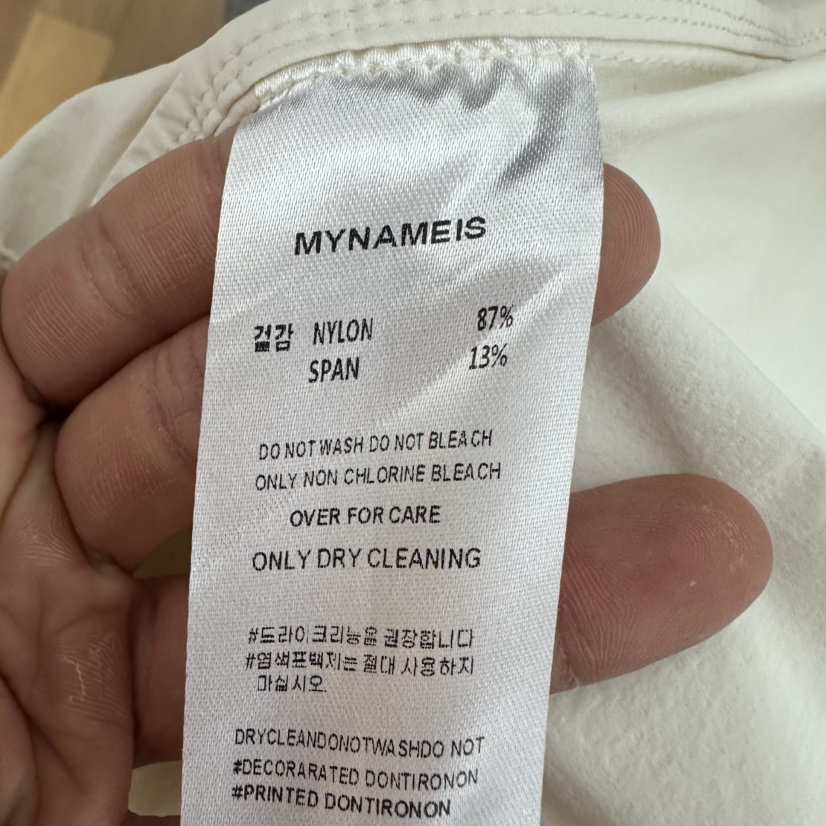 MYNAMEIS
겉감 NYLON 87%
SPAN 13%
DO NOT WASH DO NOT BLEACH
ONLY NON CHLORINE BLEACH
OVER FOR CARE
ONLY DRY CLEANING
#드라이크리능을 권장합니다
#염색표백제는 절대 사용하지
마십시오.
DRYCLEANDONOTWASHDO NOT
#DECORARATED DONTIRONON
#PRINTED DONTIRONON